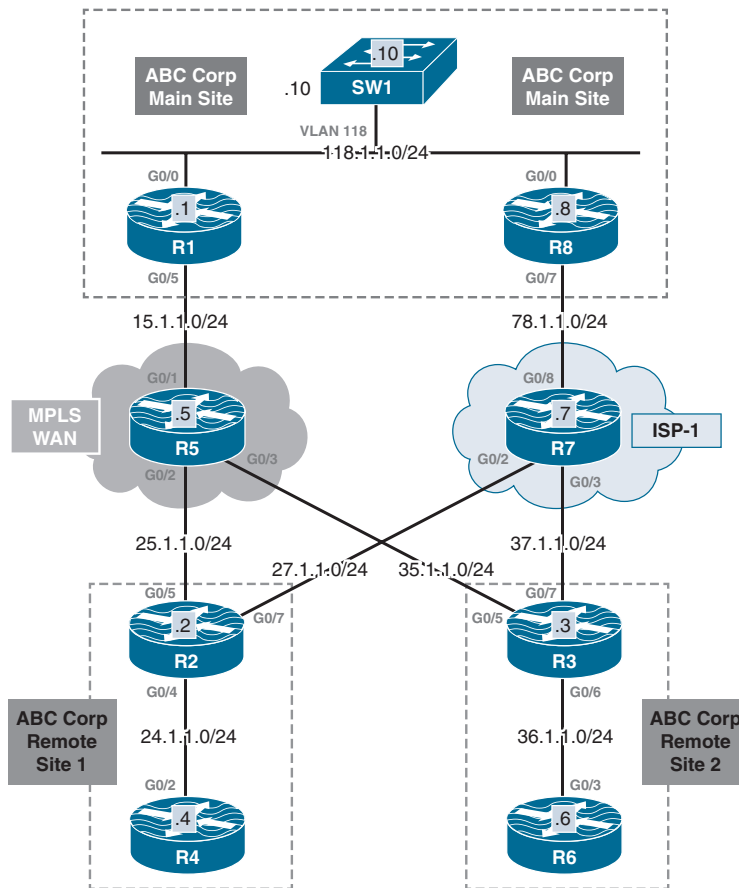 ABC Corp
Main Site
.10
SW1
.10
ABC Corp
Main Site
VLAN 118
118.1.1.0/24
G0/0
.1
R1
G0/5
G0/0
.8
R8
G0/7
15.1.1.0/24
78.1.1.0/24
MPLS
WAN
G0/1
.5
R5
G0/2
G0/3
G0/8
.7
R7
G0/2
G0/3
ISP-1
25.1.1.0/24
27.1.1.0/24
35.1.1.0/24
37.1.1.0/24
G0/5
.2
R2
G0/7
G0/4
G0/7
G0/5
.3
R3
G0/6
ABC Corp
Remote
Site 1
24.1.1.0/24
36.1.1.0/24
ABC Corp
Remote
Site 2
G0/2
.4
R4
G0/3
.6
R6